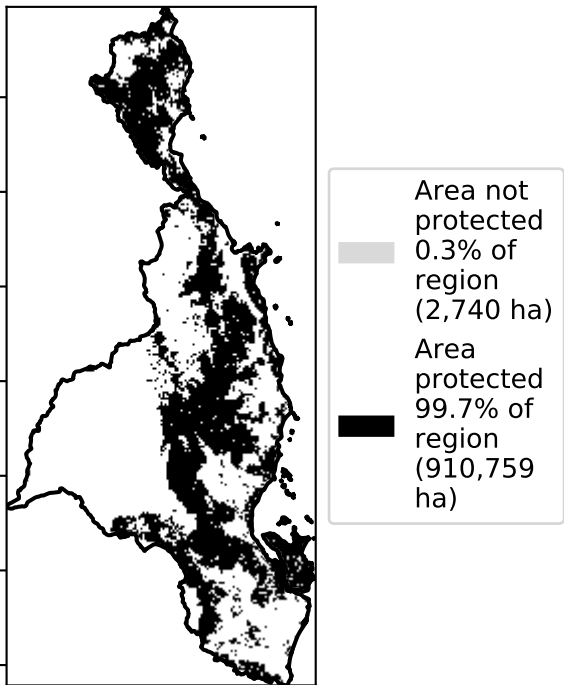 Area not
protected
0.3% of
region
(2,740 ha)
Area
protected
99.7% of
region
(910,759
ha)